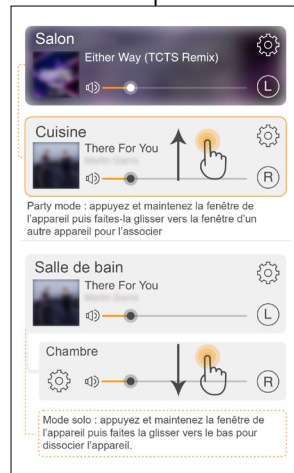 Salon
Either Way (TCTS Remix)
L
Cuisine
There For You
R
Party mode : appuyez et maintenez la fenêtre de
l'appareil puis faites-la glisser vers la fenêtre d'un
autre appareil pour l'associer
Salle de bain
There For You
L
Chambre
R
Mode solo : appuyez et maintenez la fenêtre de
l'appareil puis faites la glisser vers le bas pour
dissocier l'appareil.